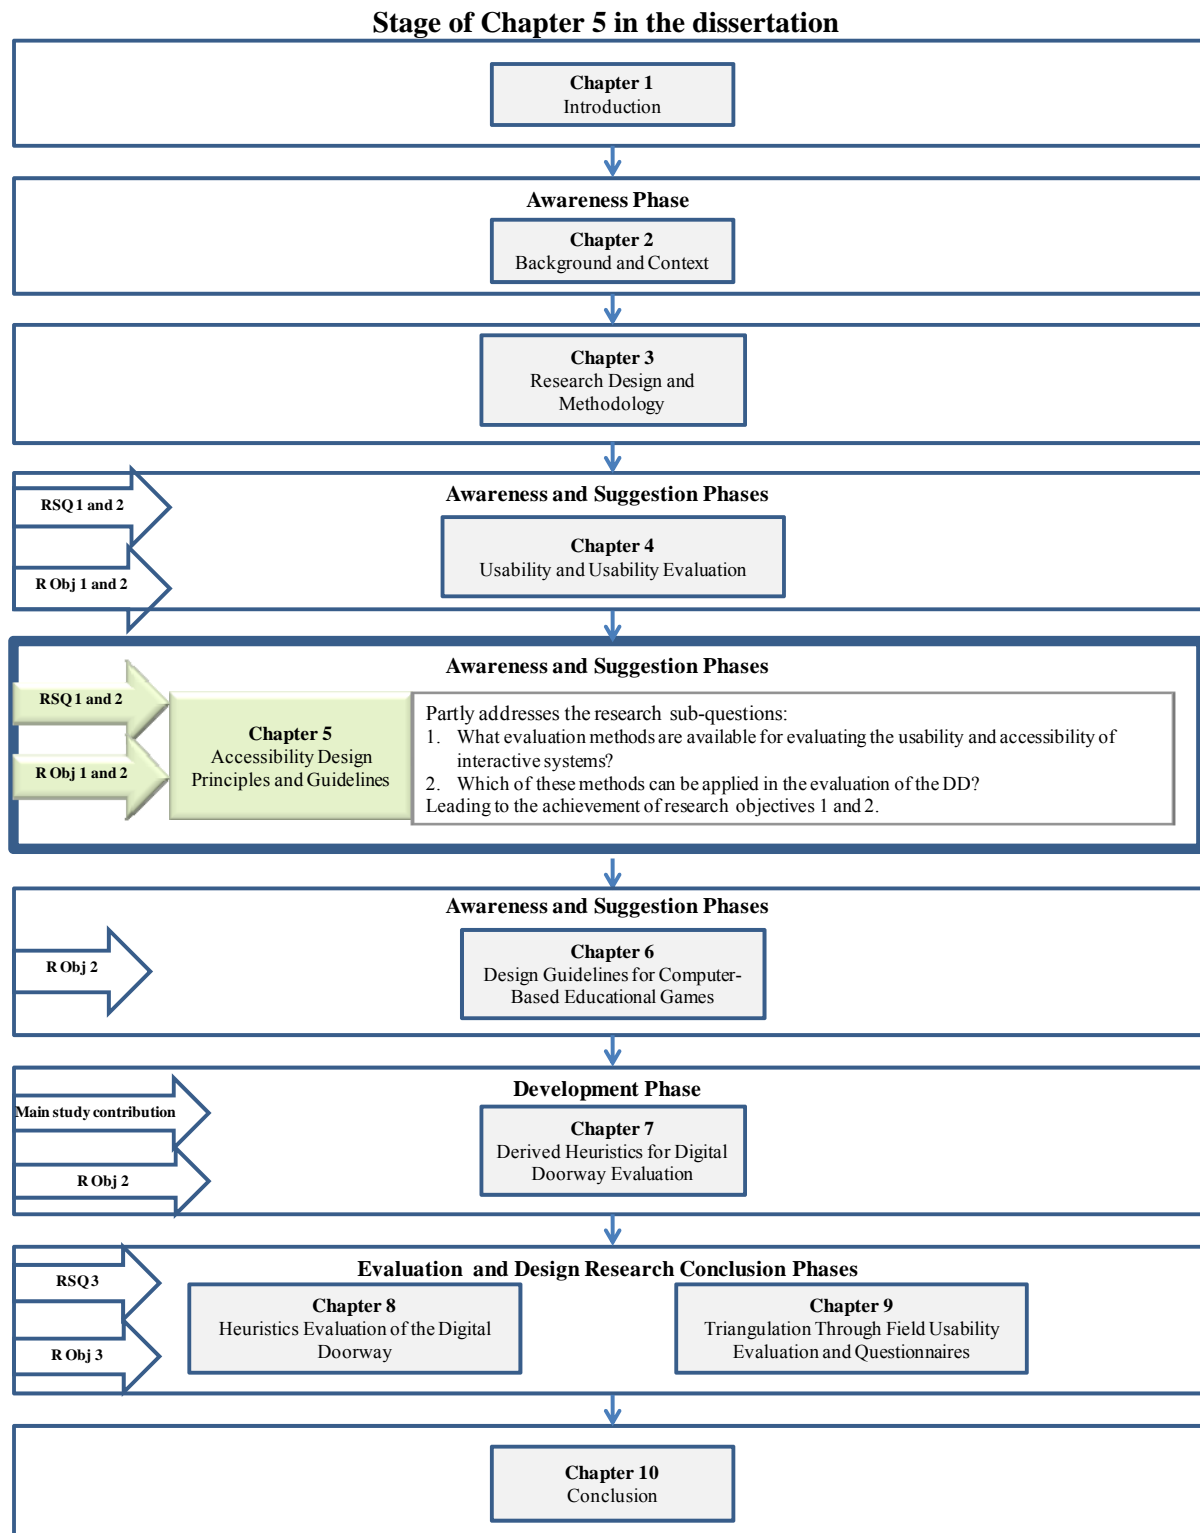 Stage of Chapter 5 in the dissertation
Chapter 1
Introduction
Awareness Phase
Chapter 2
Background and Context
Chapter 3
Research Design and
Methodology
RSQ 1 and 2
R Obj 1 and 2
Awareness and Suggestion Phases
Chapter 4
Usability and Usability Evaluation
Awareness and Suggestion Phases
RSQ 1 and 2
R Obj 1 and 2
Chapter 5
Accessibility Design
Principles and Guidelines
Partly addresses the research sub-questions:
1. What evaluation methods are available for evaluating the usability and accessibility of
interactive systems?
2. Which of these methods can be applied in the evaluation of the DD?
Leading to the achievement of research objectives 1 and 2.
Awareness and Suggestion Phases
R Obj 2
Chapter 6
Design Guidelines for Computer-
Based Educational Games
Development Phase
Main study contribution
R Obj 2
Chapter 7
Derived Heuristics for Digital
Doorway Evaluation
Evaluation and Design Research Conclusion Phases
RSQ 3
R Obj 3
Chapter 8
Heuristics Evaluation of the Digital
Doorway
Chapter 9
Triangulation Through Field Usability
Evaluation and Questionnaires
Chapter 10
Conclusion